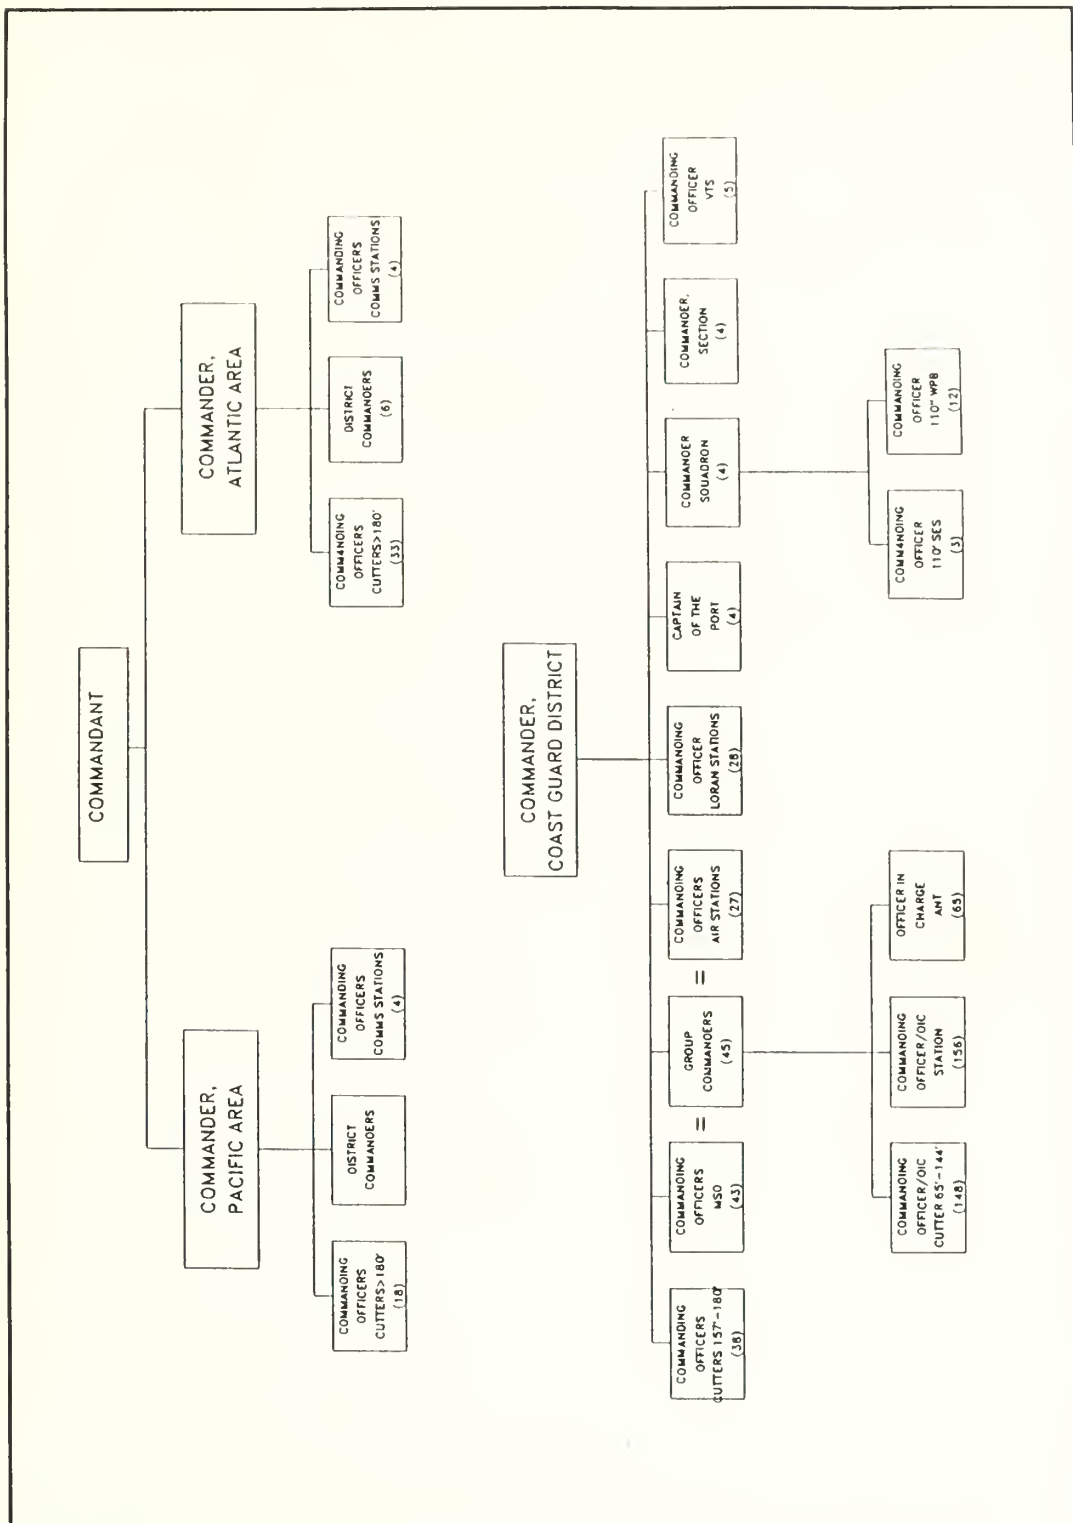 COMMANDANT
COMMANDER,
PACIFIC AREA
COMMANDER,
ATLANTIC AREA
COMMANDING
OFFICERS
CUTTERS>180'
(18)
DISTRICT
COMMANDERS
COMMANDING
OFFICERS
COMMS STATIONS
(4)
COMMANDING
OFFICERS
CUTTERS>180'
(33)
DISTRICT
COMMANDERS
(6)
COMMANDING
OFFICERS
COMMS STATIONS
(4)
COMMANDER,
COAST GUARD DISTRICT
COMMANDING
OFFICERS
CUTTERS 157'-180'
(38)
COMMANDING
OFFICERS
MSO
(43)
=
GROUP
COMMANDERS
(45)
=
COMMANDING
OFFICERS
AIR STATIONS
(27)
COMMANDING
OFFICER
LORAN STATIONS
(28)
CAPTAIN
OF THE
PORT
(4)
COMMANDER
SQUADRON
(4)
COMMANDER,
SECTION
(4)
COMMANDING
OFFICER
VTS
(5)
COMMANDING
OFFICER/OIC
CUTTER 65'-144'
(148)
COMMANDING
OFFICER/OIC
STATION
(156)
OFFICER IN
CHARGE
ANT
(65)
COMMANDING
OFFICER
110' SES
(3)
COMMANDING
OFFICER
110" WPB
(12)